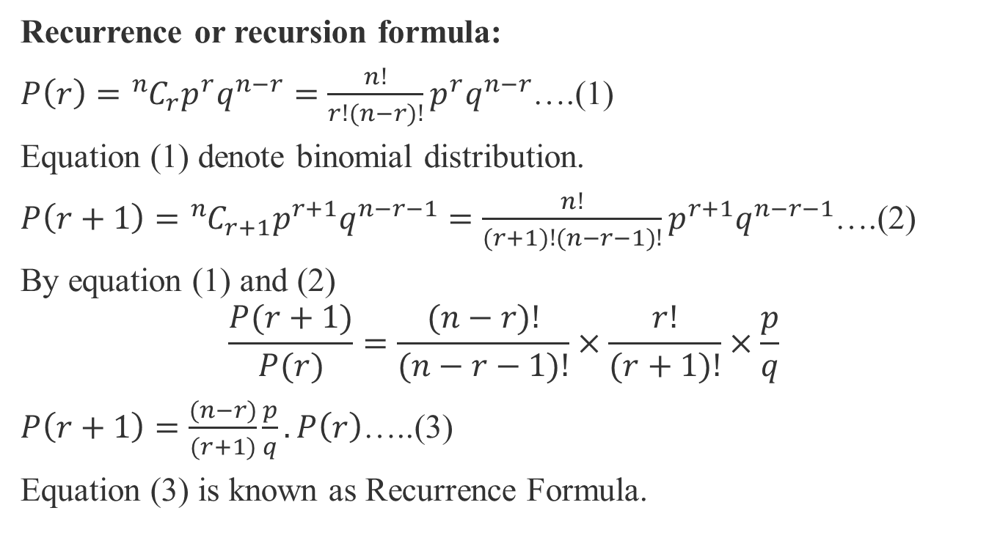 Recurrence or recursion formula:
P(r) = ⁿCᵣpʳqⁿ⁻ʳ = n!/(r!(n−r)!) pʳqⁿ⁻ʳ….(1)
Equation (1) denote binomial distribution.
P(r + 1) = ⁿCᵣ₊₁pʳ⁺¹qⁿ⁻ʳ⁻¹ = n!/((r+1)!(n−r−1)!) pʳ⁺¹qⁿ⁻ʳ⁻¹….(2)
By equation (1) and (2)
P(r + 1)/P(r) = (n − r)!/(n − r − 1)! × r!/(r + 1)! × p/q
P(r + 1) = (n−r)/(r+1) p/q . P(r)…..(3)
Equation (3) is known as Recurrence Formula.